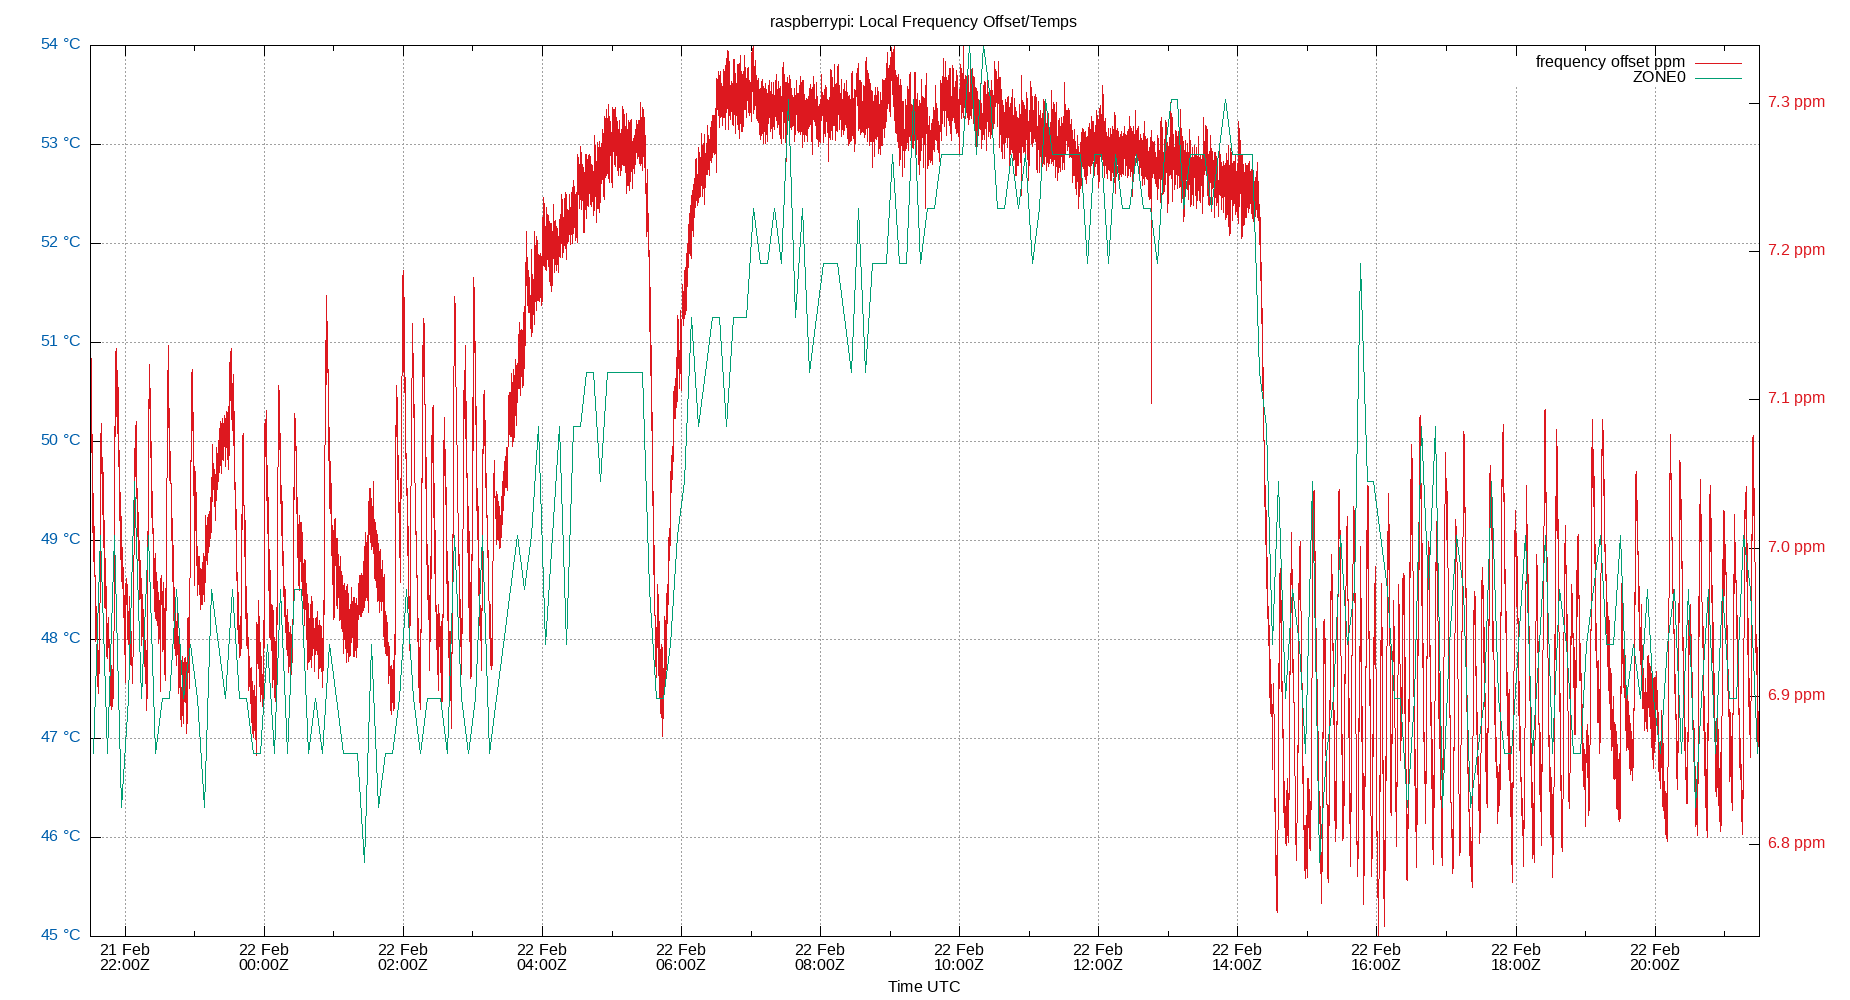 raspberrypi: Local Frequency Offset/Temps
54 °C
53 °C
52 °C
51 °C
50 °C
49 °C
48 °C
47 °C
46 °C
45 °C
frequency offset ppm
ZONE0
7.3 ppm
7.2 ppm
7.1 ppm
7.0 ppm
6.9 ppm
6.8 ppm
21 Feb
22:00Z
22 Feb
00:00Z
22 Feb
02:00Z
22 Feb
04:00Z
22 Feb
06:00Z
22 Feb
08:00Z
22 Feb
10:00Z
22 Feb
12:00Z
22 Feb
14:00Z
22 Feb
16:00Z
22 Feb
18:00Z
22 Feb
20:00Z
Time UTC